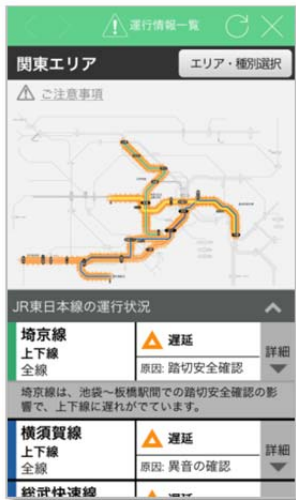 運行情報一覧
関東エリア
エリア・種別選択
ご注意事項
JR東日本線の運行状況
埼京線
上下線
全線
遅延
原因: 踏切安全確認
詳細
埼京線は、池袋～板橋駅間での踏切安全確認の影
響で、上下線に遅れがでています。
横須賀線
上下線
全線
遅延
原因: 異音の確認
詳細
総武快速線
遅延